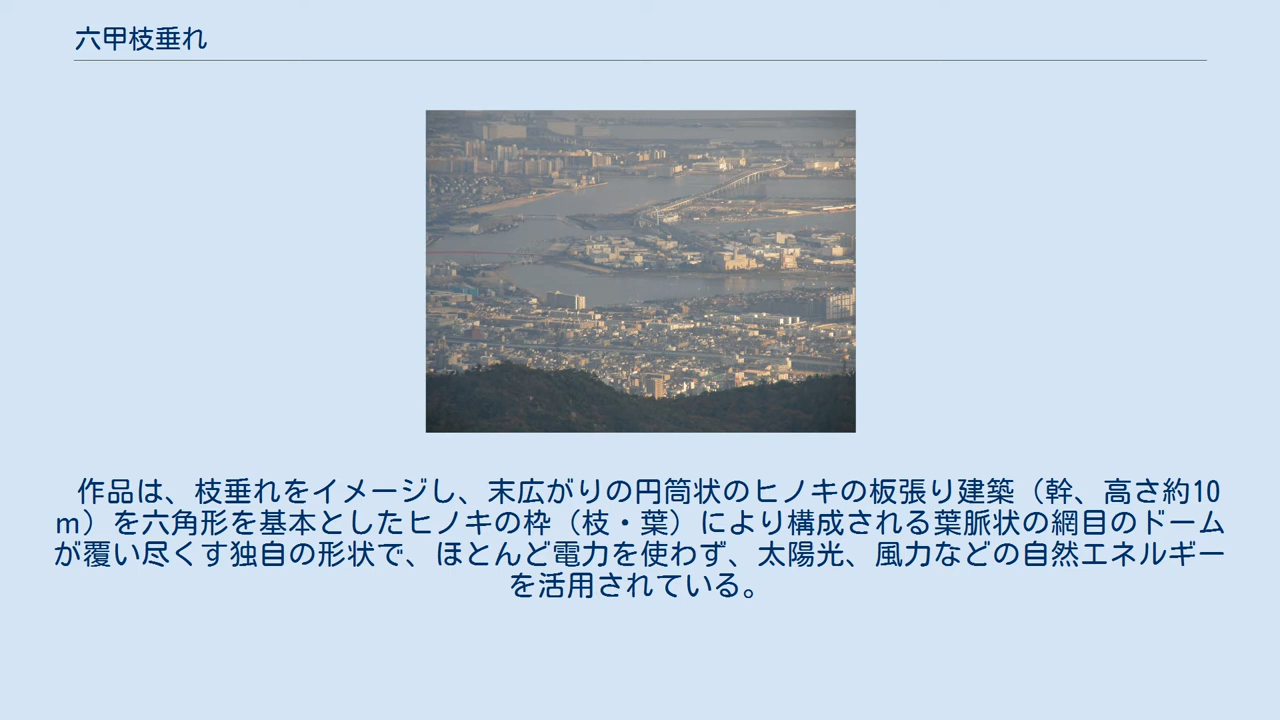 六甲枝垂れ
作品は、枝垂れをイメージし、末広がりの円筒状のヒノキの板張り建築（幹、高さ約10
m）を六角形を基本としたヒノキの枠（枝・葉）により構成される葉脈状の網目のドーム
が覆い尽くす独自の形状で、ほとんど電力を使わず、太陽光、風力などの自然エネルギー
を活用されている。